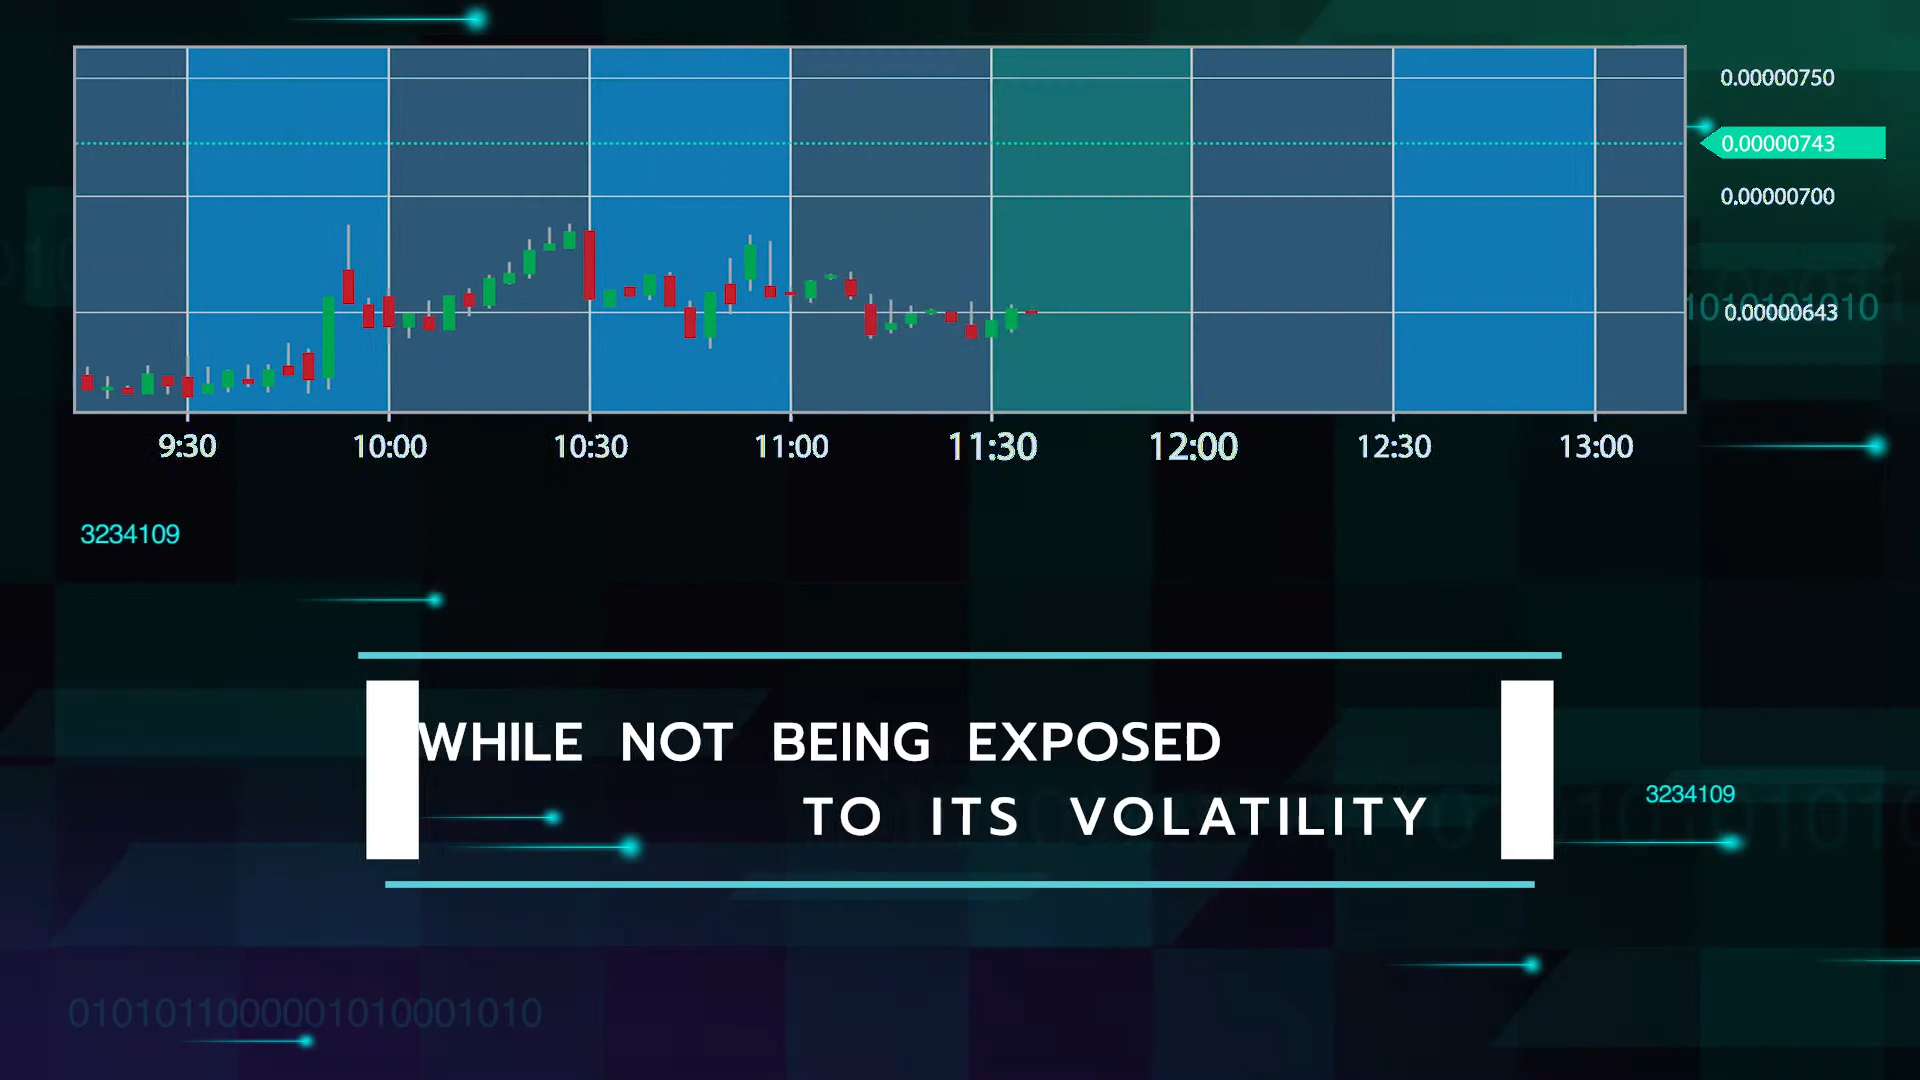 0.00000750
0.00000743
0.00000700
0.00000643
9:30 10:00 10:30 11:00 11:30 12:00 12:30 13:00
3234109
WHILE NOT BEING EXPOSED
TO ITS VOLATILITY
3234109
0101011000001010001010